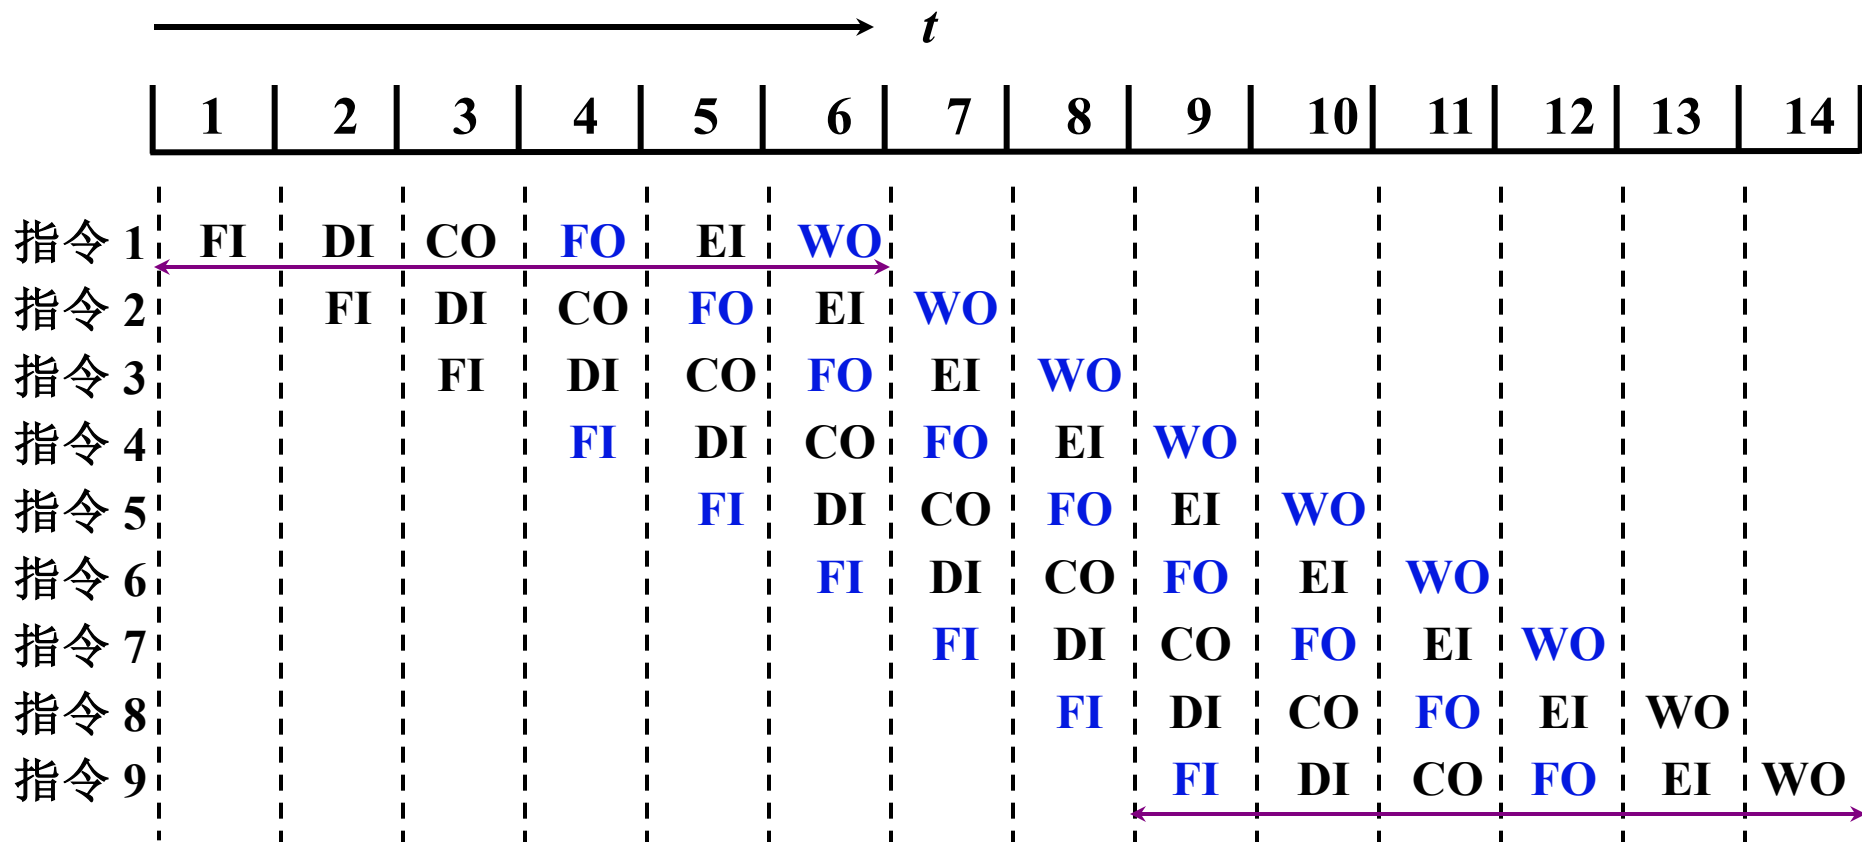 t
1 2 3 4 5 6 7 8 9 10 11 12 13 14
指令 1 FI DI CO FO EI WO
指令 2 FI DI CO FO EI WO
指令 3 FI DI CO FO EI WO
指令 4 FI DI CO FO EI WO
指令 5 FI DI CO FO EI WO
指令 6 FI DI CO FO EI WO
指令 7 FI DI CO FO EI WO
指令 8 FI DI CO FO EI WO
指令 9 FI DI CO FO EI WO